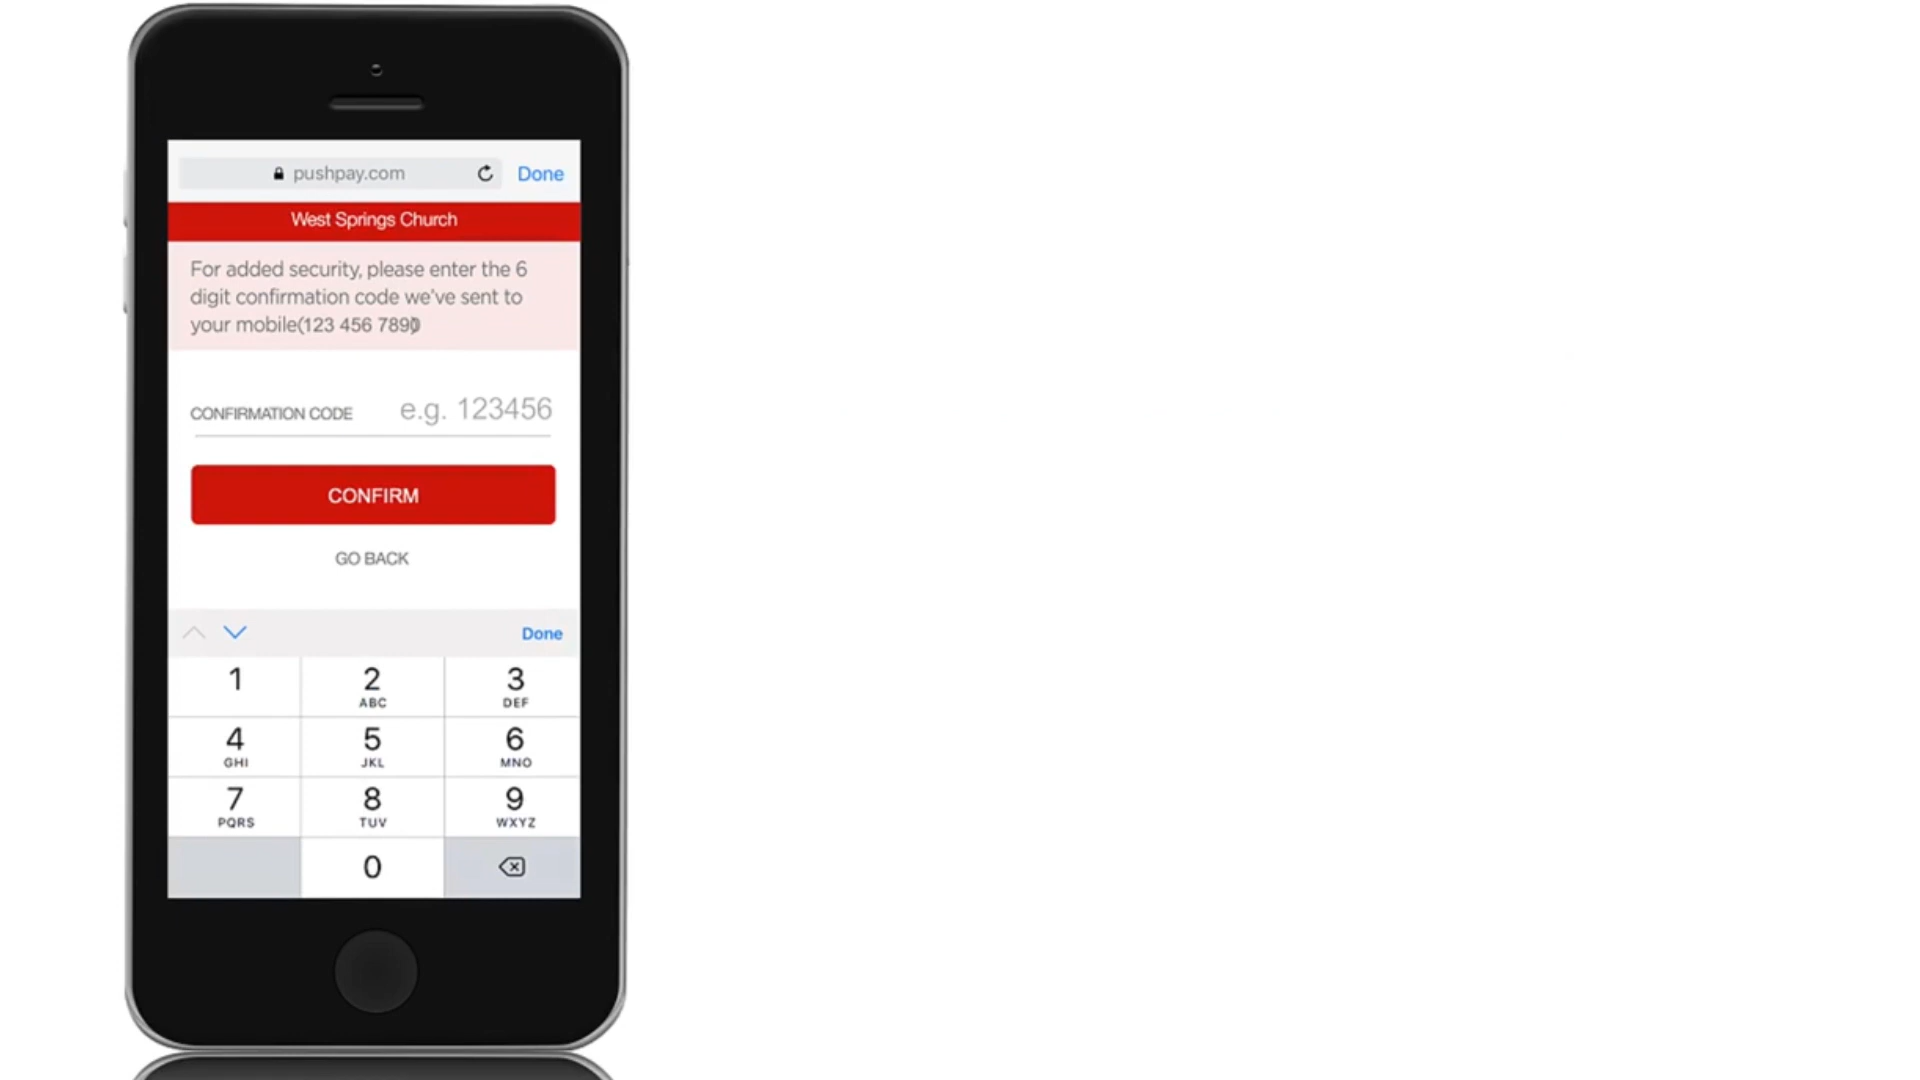 pushpay.com
Done
West Springs Church
For added security, please enter the 6
digit confirmation code we've sent to
your mobile(123 456 7890)
CONFIRMATION CODE e.g. 123456
CONFIRM
GO BACK
Done
1 2 3
ABC DEF
4 5 6
GHI JKL MNO
7 8 9
PQRS TUV WXYZ
0